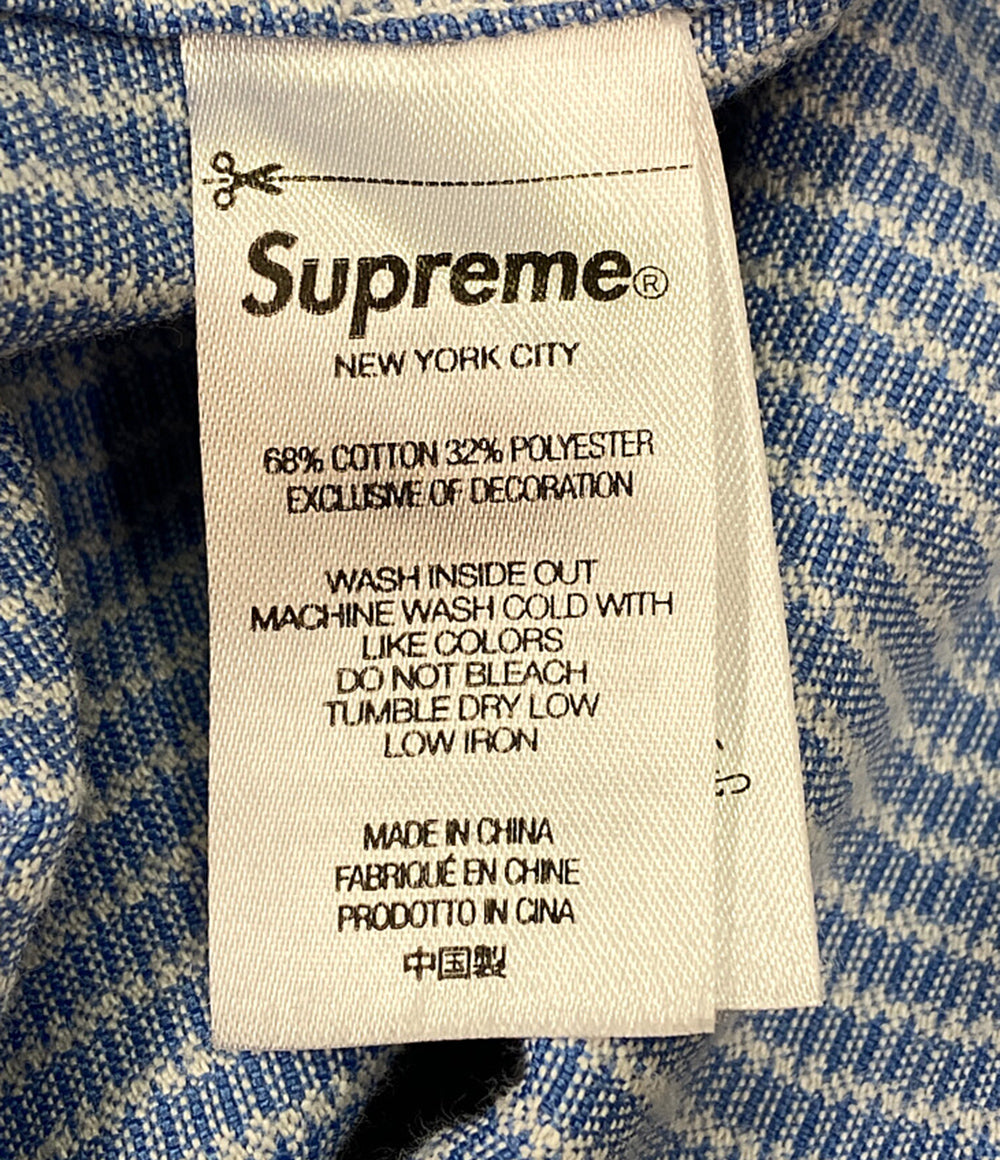 Supreme®
NEW YORK CITY
68% COTTON 32% POLYESTER
EXCLUSIVE OF DECORATION
WASH INSIDE OUT
MACHINE WASH COLD WITH
LIKE COLORS
DO NOT BLEACH
TUMBLE DRY LOW
LOW IRON
MADE IN CHINA
FABRIQUÉ EN CHINE
PRODOTTO IN CINA
中国製